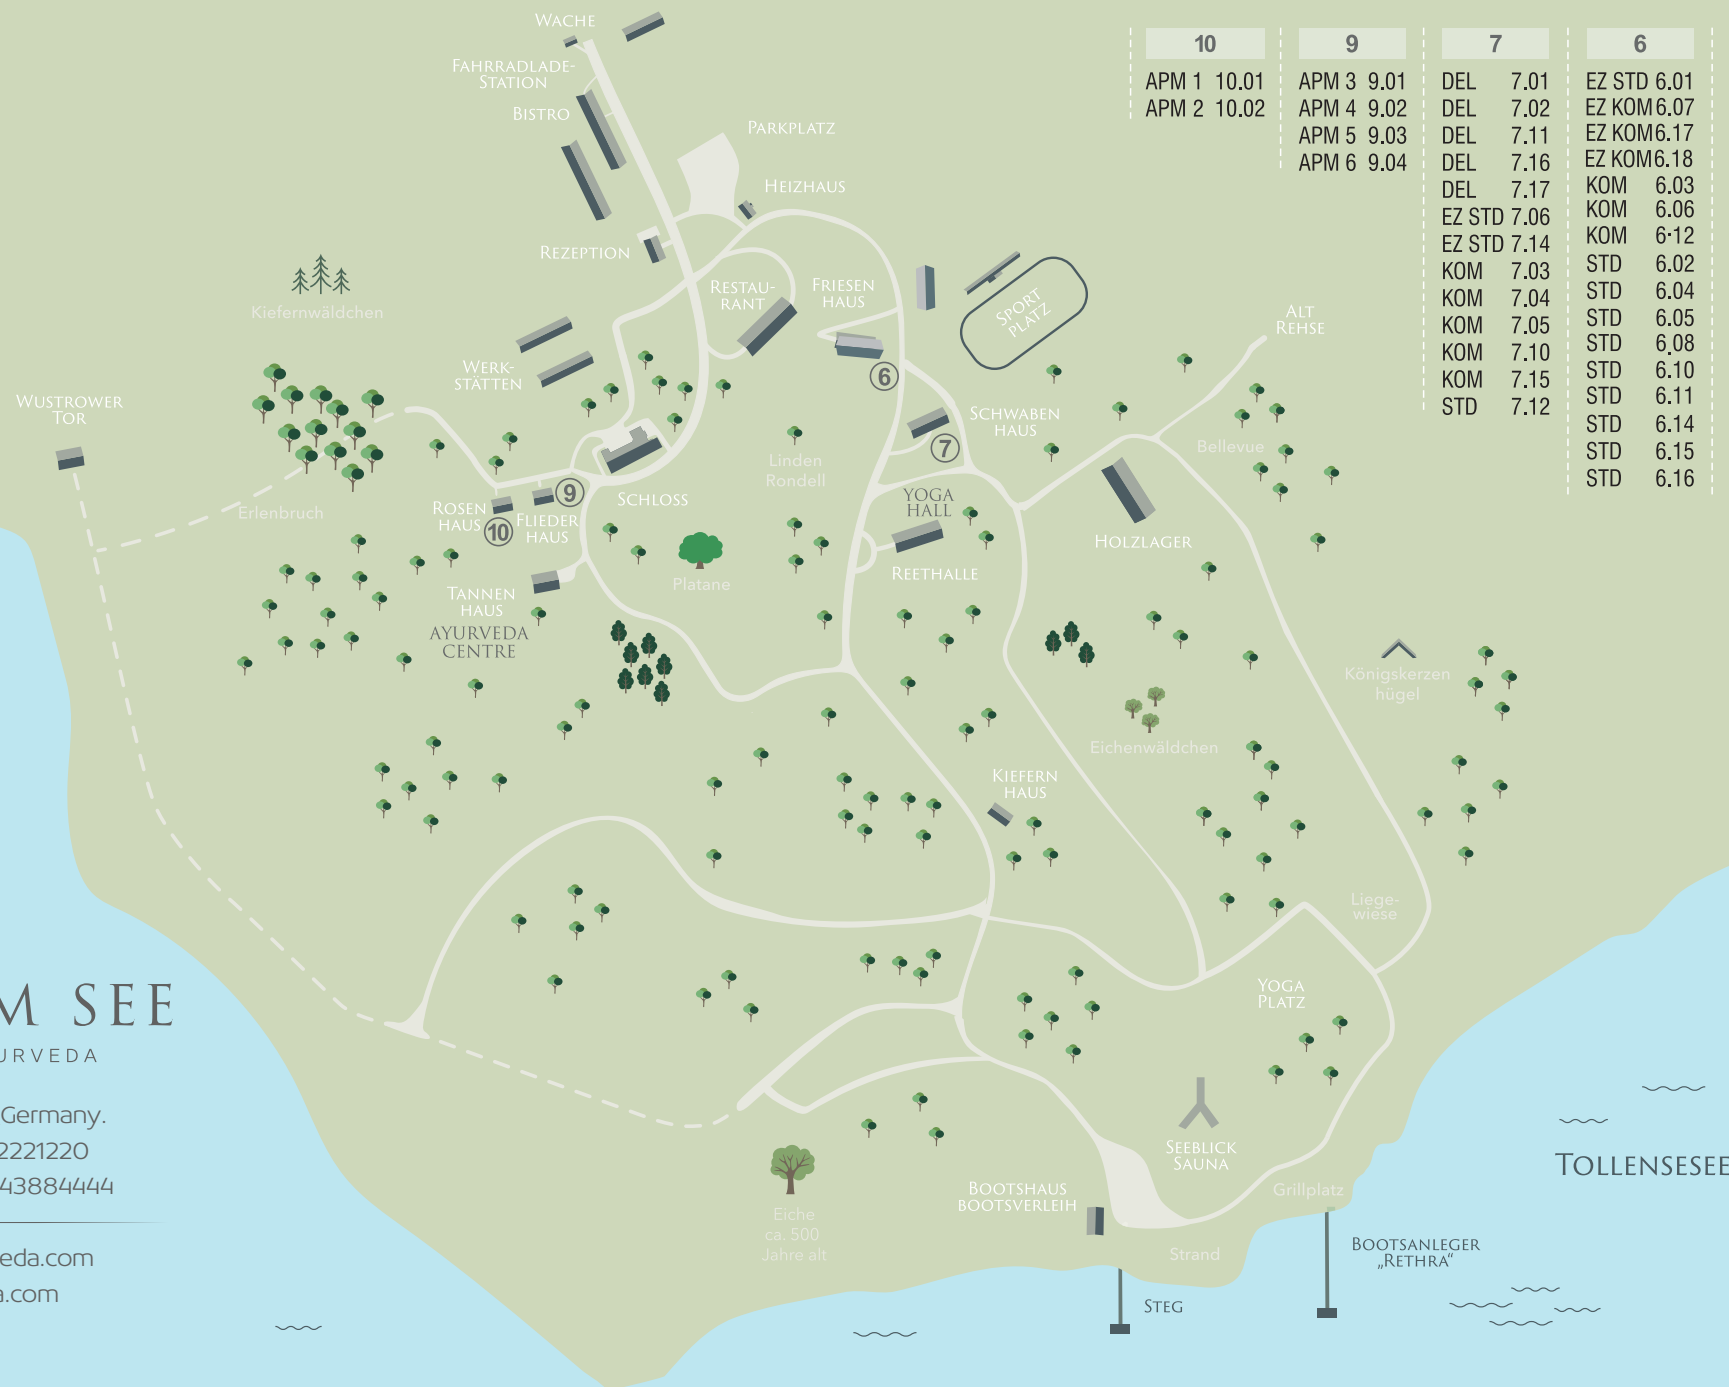 WACHE
FAHRRADLADE-
STATION
BISTRO
PARKPLATZ
HEIZHAUS
REZEPTION
RESTAU-
RANT
FRIESEN
HAUS
SPORT
PLATZ
ALT
REHSE
Kiefernwäldchen
WERK-
STÄTTEN
WUSTROWER
TOR
6
SCHWABEN
HAUS
7
Linden
Rondell
Bellevue
Erlenbruch
ROSEN
HAUS
10
9
FLIEDER
HAUS
SCHLOSS
YOGA
HALL
REETHALLE
HOLZLAGER
Platane
TANNEN
HAUS
AYURVEDA
CENTRE
Königskerzen
hügel
Eichenwäldchen
KIEFERN
HAUS
Liege-
wiese
YOGA
PLATZ
SEEBLICK
SAUNA
Grillplatz
BOOTSHAUS
BOOTSVERLEIH
Eiche
ca. 500
Jahre alt
Strand
STEG
BOOTSANLEGER
„RETHRA“
TOLLENSESEE
10
APM 1 10.01
APM 2 10.02
9
APM 3 9.01
APM 4 9.02
APM 5 9.03
APM 6 9.04
7
DEL 7.01
DEL 7.02
DEL 7.11
DEL 7.16
DEL 7.17
EZ STD 7.06
EZ STD 7.14
KOM 7.03
KOM 7.04
KOM 7.05
KOM 7.10
KOM 7.15
STD 7.12
6
EZ STD 6.01
EZ KOM 6.07
EZ KOM 6.17
EZ KOM 6.18
KOM 6.03
KOM 6.06
KOM 6·12
STD 6.02
STD 6.04
STD 6.05
STD 6.08
STD 6.10
STD 6.11
STD 6.14
STD 6.15
STD 6.16
M SEE
URVEDA
Germany.
2221220
43884444
eda.com
a.com